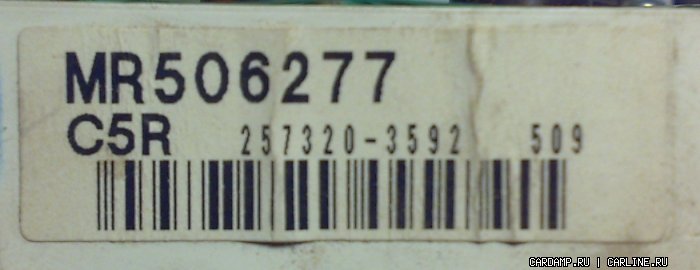 MR506277
C5R 257320-3592 509
CARDAMP.RU | CARLINE.RU